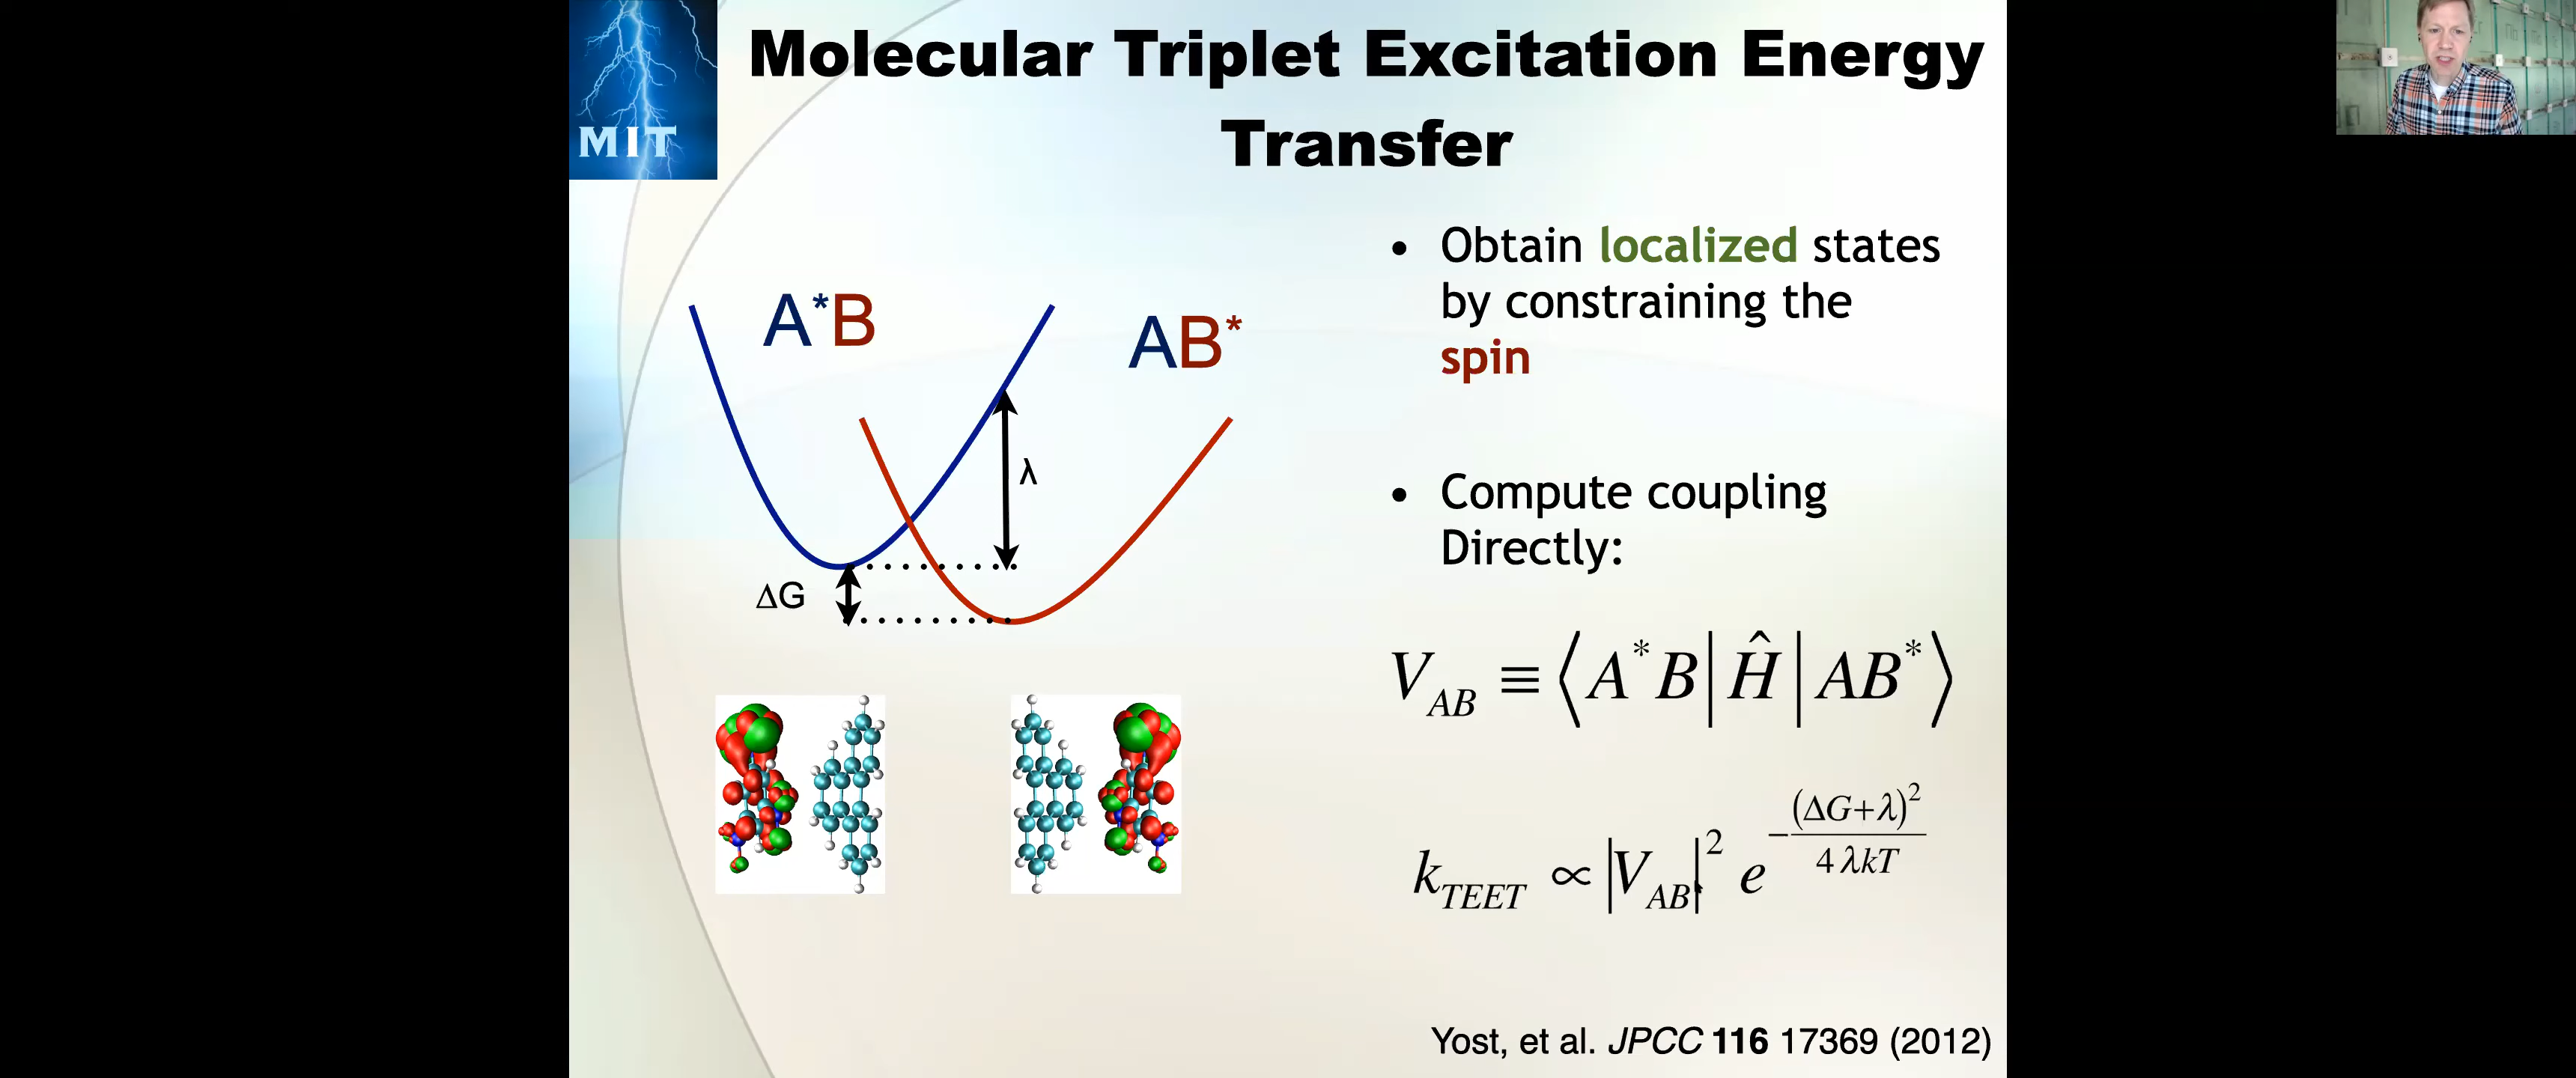 MIT
Molecular Triplet Excitation Energy
Transfer
A*B
AB*
λ
ΔG
• Obtain localized states
by constraining the
spin
• Compute coupling
Directly:
V_AB ≡ ⟨A*B|Ĥ|AB*⟩
k_TEET ∝ |V_AB|² e^{-(ΔG+λ)²/4λkT}
Yost, et al. JPCC 116 17369 (2012)